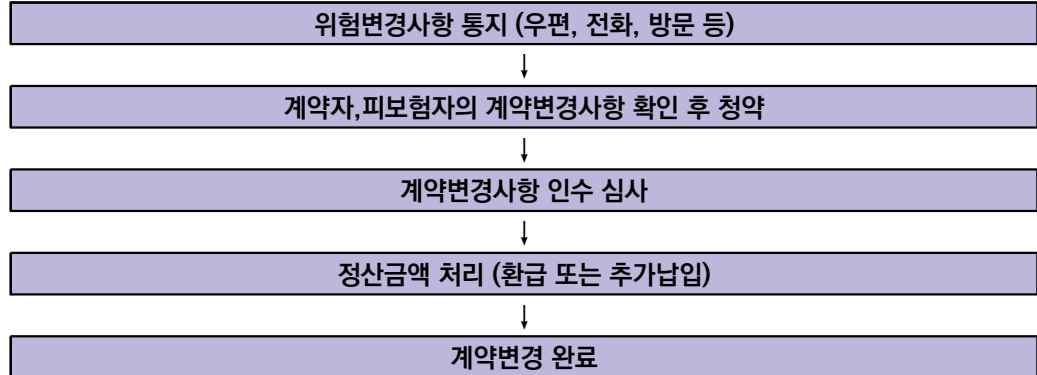 위험변경사항 통지 (우편, 전화, 방문 등)
계약자,피보험자의 계약변경사항 확인 후 청약
계약변경사항 인수 심사
정산금액 처리 (환급 또는 추가납입)
계약변경 완료